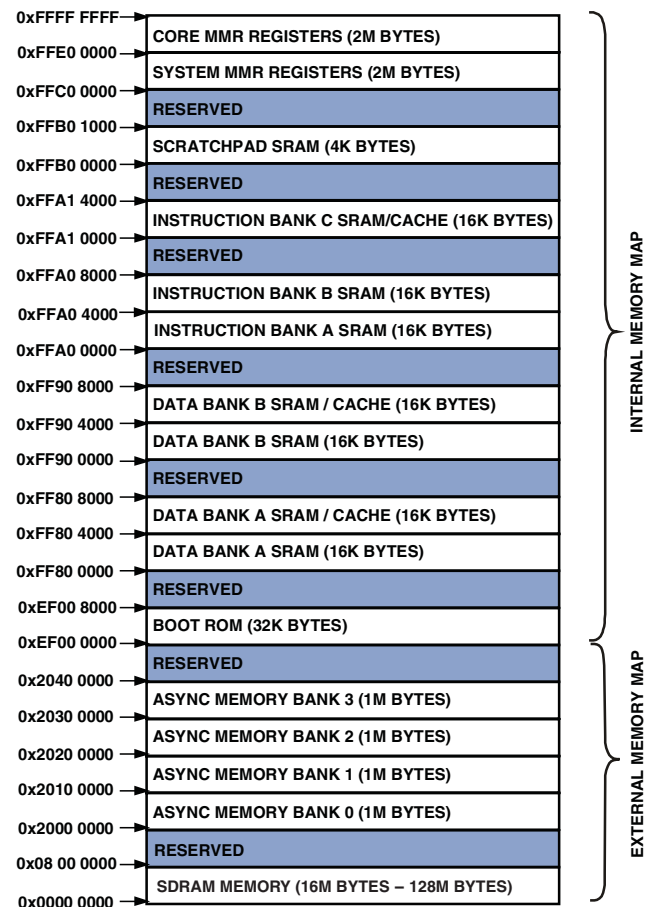 0xFFFF FFFF
CORE MMR REGISTERS (2M BYTES)
0xFFE0 0000
SYSTEM MMR REGISTERS (2M BYTES)
0xFFC0 0000
RESERVED
0xFFB0 1000
SCRATCHPAD SRAM (4K BYTES)
0xFFB0 0000
RESERVED
0xFFA1 4000
INSTRUCTION BANK C SRAM/CACHE (16K BYTES)
0xFFA1 0000
RESERVED
0xFFA0 8000
INSTRUCTION BANK B SRAM (16K BYTES)
0xFFA0 4000
INSTRUCTION BANK A SRAM (16K BYTES)
0xFFA0 0000
RESERVED
0xFF90 8000
DATA BANK B SRAM / CACHE (16K BYTES)
0xFF90 4000
DATA BANK B SRAM (16K BYTES)
0xFF90 0000
RESERVED
0xFF80 8000
DATA BANK A SRAM / CACHE (16K BYTES)
0xFF80 4000
DATA BANK A SRAM (16K BYTES)
0xFF80 0000
RESERVED
0xEF00 8000
BOOT ROM (32K BYTES)
0xEF00 0000
RESERVED
0x2040 0000
ASYNC MEMORY BANK 3 (1M BYTES)
0x2030 0000
ASYNC MEMORY BANK 2 (1M BYTES)
0x2020 0000
ASYNC MEMORY BANK 1 (1M BYTES)
0x2010 0000
ASYNC MEMORY BANK 0 (1M BYTES)
0x2000 0000
RESERVED
0x08 00 0000
SDRAM MEMORY (16M BYTES – 128M BYTES)
0x0000 0000
INTERNAL MEMORY MAP
EXTERNAL MEMORY MAP